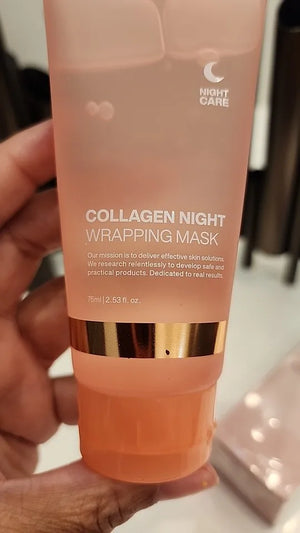 NIGHT
CARE
COLLAGEN NIGHT
WRAPPING MASK
Our mission is to deliver effective skin solutions.
We research relentlessly to develop safe and
practical products. Dedicated to real results.
75ml | 2.53 fl. oz.